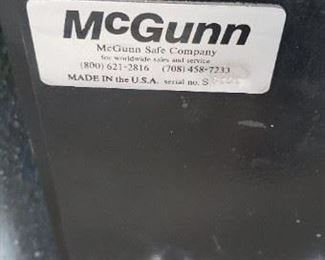 McGunn
McGunn Safe Company
for worldwide sales and service
(800) 621-2816 (708) 458-7233
MADE IN the U.S.A. serial no. S